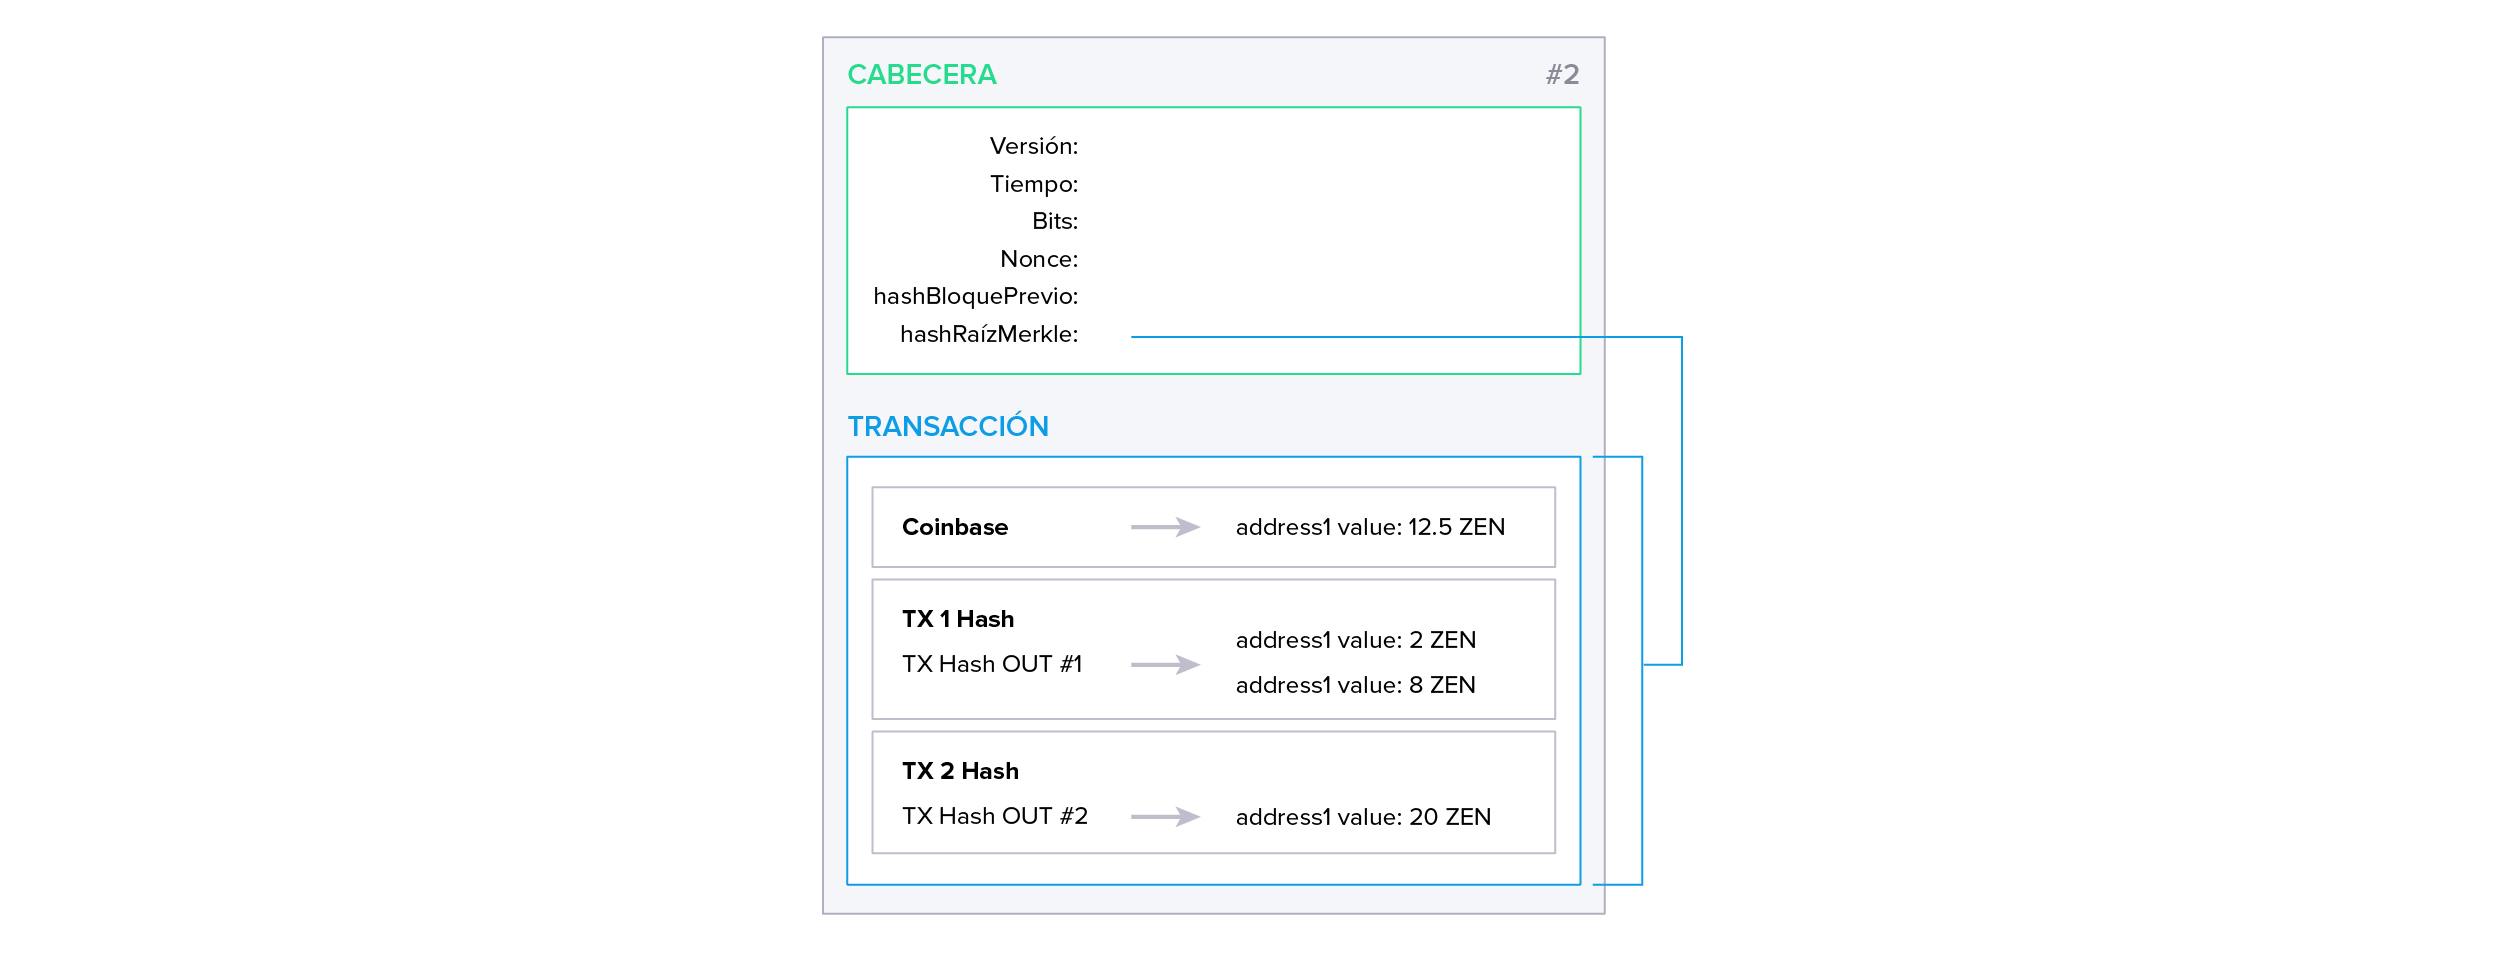 CABECERA #2
Versión:
Tiempo:
Bits:
Nonce:
hashBloquePrevio:
hashRaízMerkle:
TRANSACCIÓN
Coinbase address1 value: 12.5 ZEN
TX 1 Hash
address1 value: 2 ZEN
TX Hash OUT #1
address1 value: 8 ZEN
TX 2 Hash
TX Hash OUT #2 address1 value: 20 ZEN